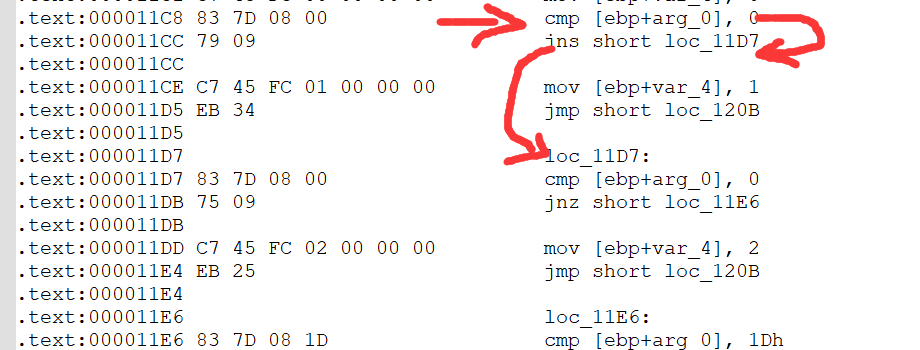 .text:000011C8 83 7D 08 00 cmp [ebp+arg_0], 0
.text:000011CC 79 09 jns short loc_11D7
.text:000011CC
.text:000011CE C7 45 FC 01 00 00 00 mov [ebp+var_4], 1
.text:000011D5 EB 34 jmp short loc_120B
.text:000011D5
.text:000011D7 loc_11D7:
.text:000011D7 83 7D 08 00 cmp [ebp+arg_0], 0
.text:000011DB 75 09 jnz short loc_11E6
.text:000011DB
.text:000011DD C7 45 FC 02 00 00 00 mov [ebp+var_4], 2
.text:000011E4 EB 25 jmp short loc_120B
.text:000011E4
.text:000011E6 loc_11E6:
.text:000011E6 83 7D 08 1D cmp [ebp+arg_0], 1Dh